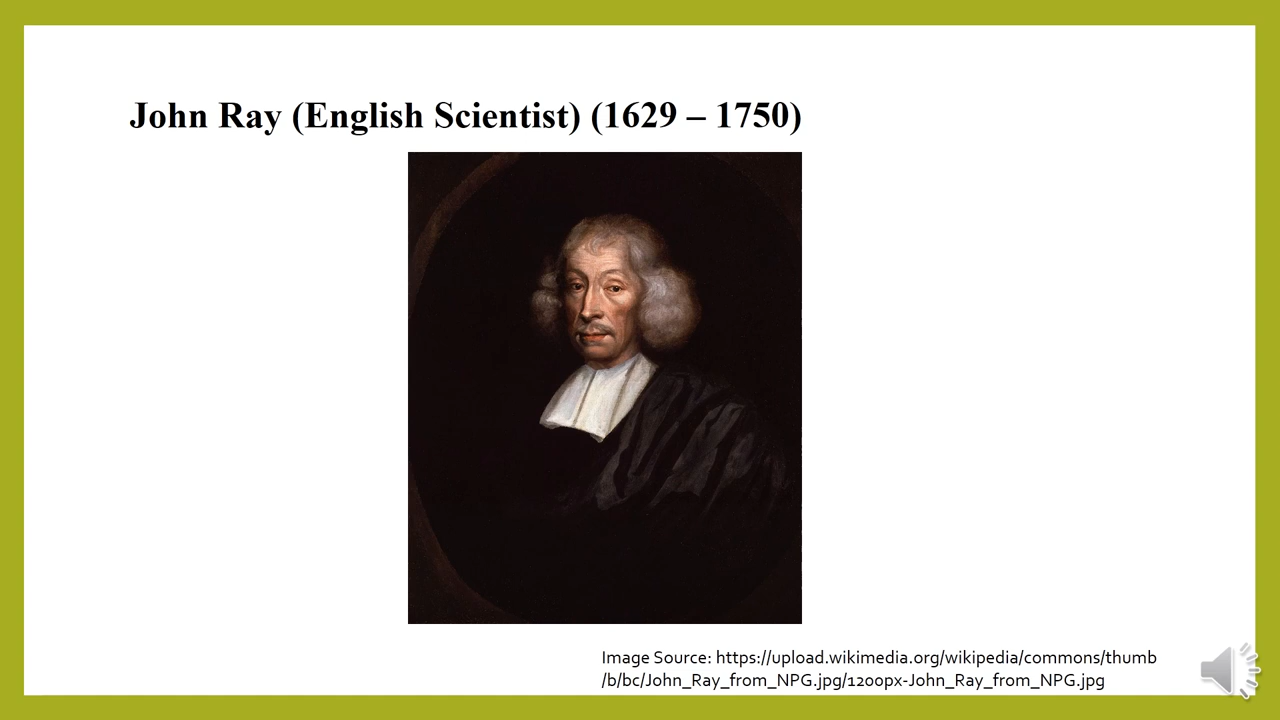 John Ray (English Scientist) (1629 – 1750)
Image Source: https://upload.wikimedia.org/wikipedia/commons/thumb
/b/bc/John_Ray_from_NPG.jpg/1200px-John_Ray_from_NPG.jpg